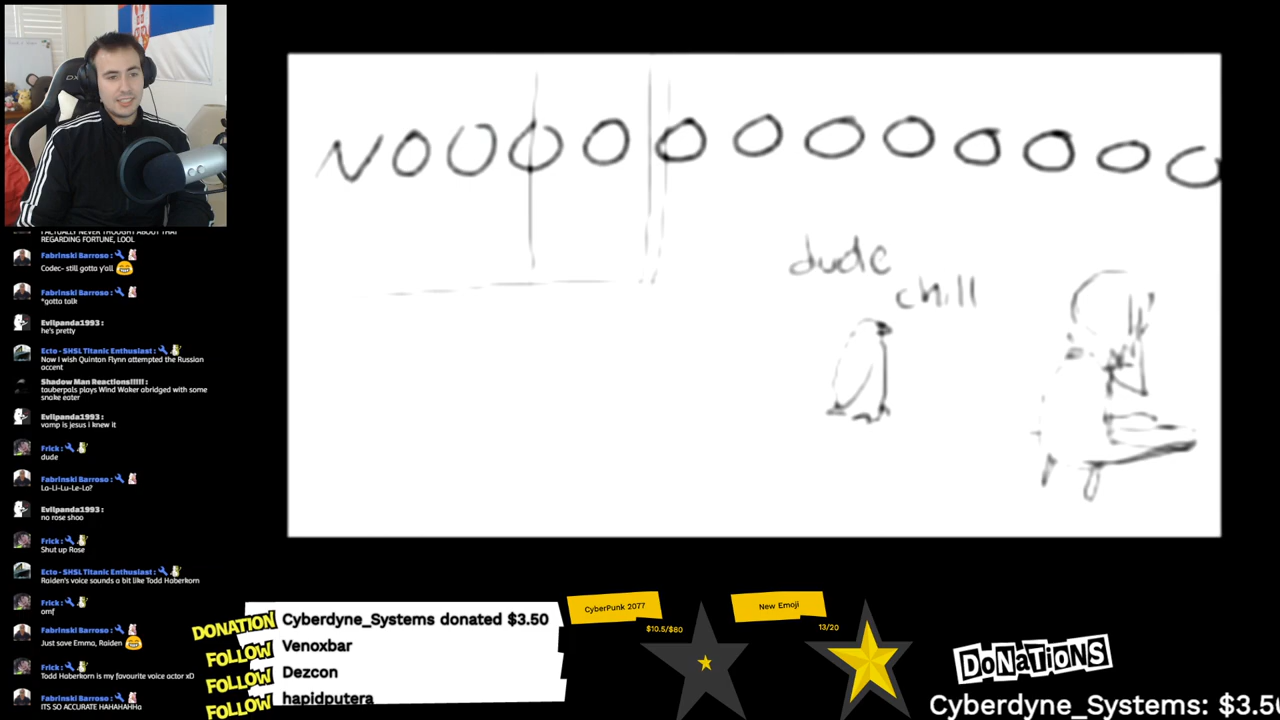 NOOOOOOOOOOOO
dude
chill
REGARDING FORTUNE, LOOL
Fabrinski Barroso :
Codec- still gotta y'all
Fabrinski Barroso :
*gotta talk
Evilpanda1993 :
he's pretty
Ecto - SHSL Titanic Enthusiast :
Now I wish Quinton Flynn attempted the Russian
accent
Shadow Man Reactions!!!!! :
tauberpals plays Wind Waker abridged with some
snake eater
Evilpanda1993 :
vamp is jesus I knew it
Frick :
dude
Fabrinski Barroso :
La-Li-Lu-Le-Lo?
Evilpanda1993 :
no rose shoo
Frick :
Shut up Rose
Ecto - SHSL Titanic Enthusiast :
Raiden's voice sounds a bit like Todd Haberkorn
Frick :
omf
Fabrinski Barroso :
Just save Emma, Raiden
Frick :
Todd Haberkorn is my favourite voice actor xD
Fabrinski Barroso :
ITS SO ACCURATE HAHAHAHHa
DONATION Cyberdyne_Systems donated $3.50
FOLLOW Venoxbar
FOLLOW Dezcon
FOLLOW hapidputera
CyberPunk 2077
$10.5/$80
New Emoji
13/20
DONATIONS
Cyberdyne_Systems: $3.50